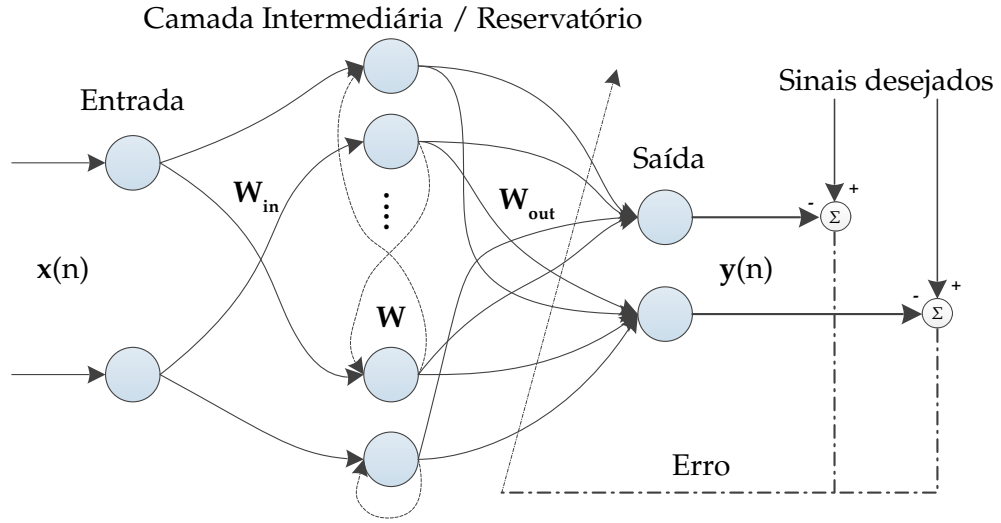 Camada Intermediária / Reservatório
Entrada
Sinais desejados
Saída
W_in
W_out
x(n)
y(n)
W
Σ
- +
Σ
- +
Erro